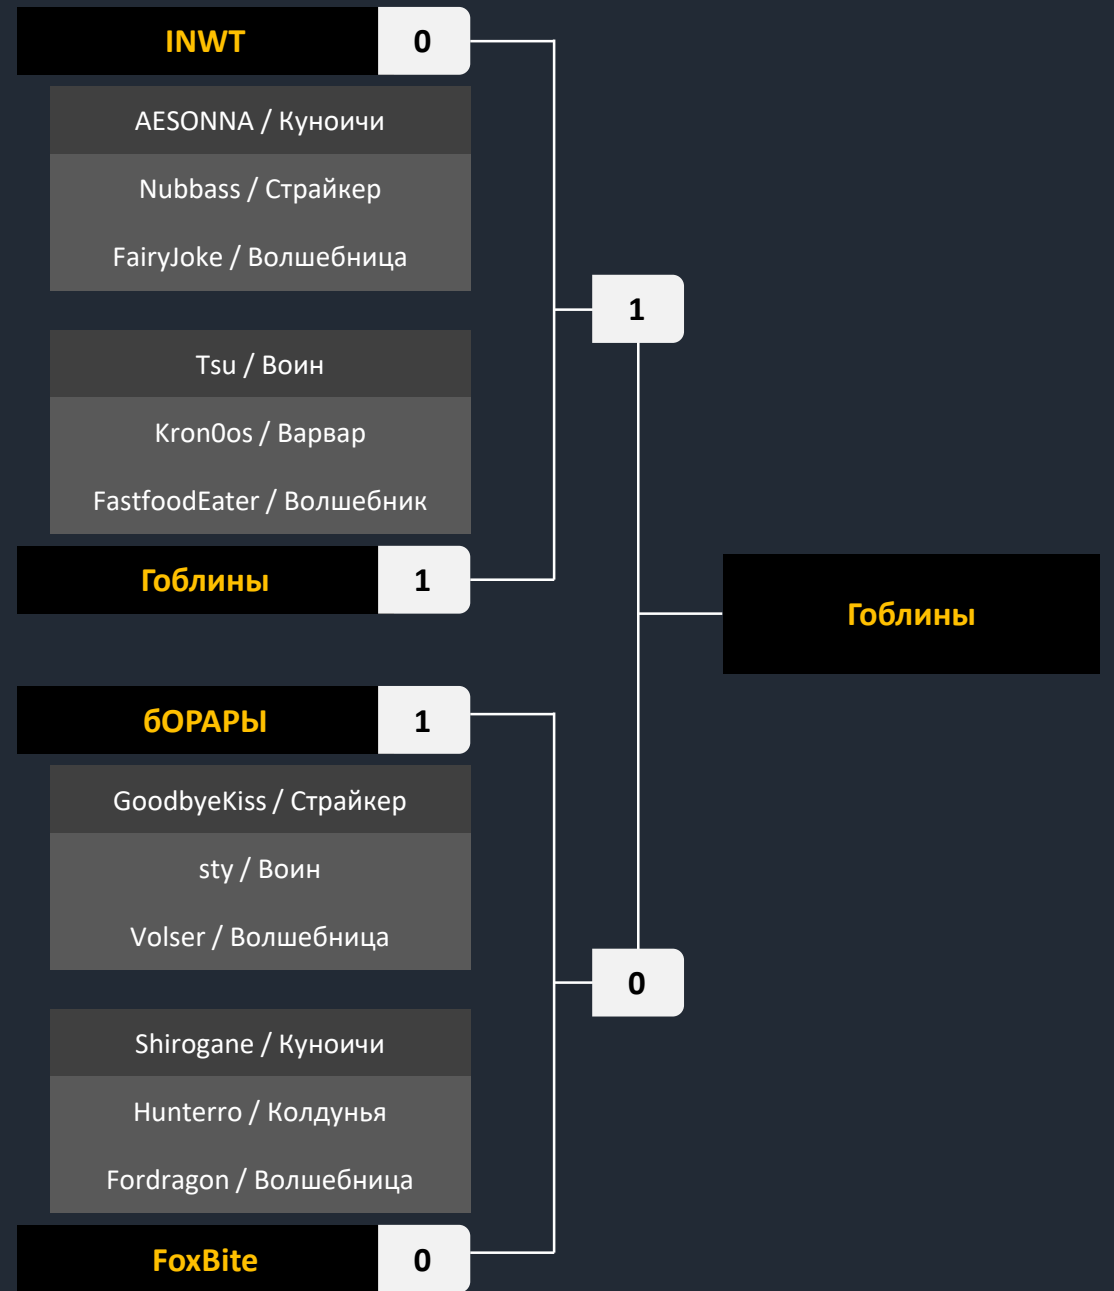 INWT 0
AESONNA / Куноичи
Nubbass / Страйкер
FairyJoke / Волшебница
1
Tsu / Воин
Kron0os / Варвар
FastfoodEater / Волшебник
Гоблины 1
Гоблины
бОРАРЫ 1
GoodbyeKiss / Страйкер
sty / Воин
Volser / Волшебница
0
Shirogane / Куноичи
Hunterro / Колдунья
Fordragon / Волшебница
FoxBite 0